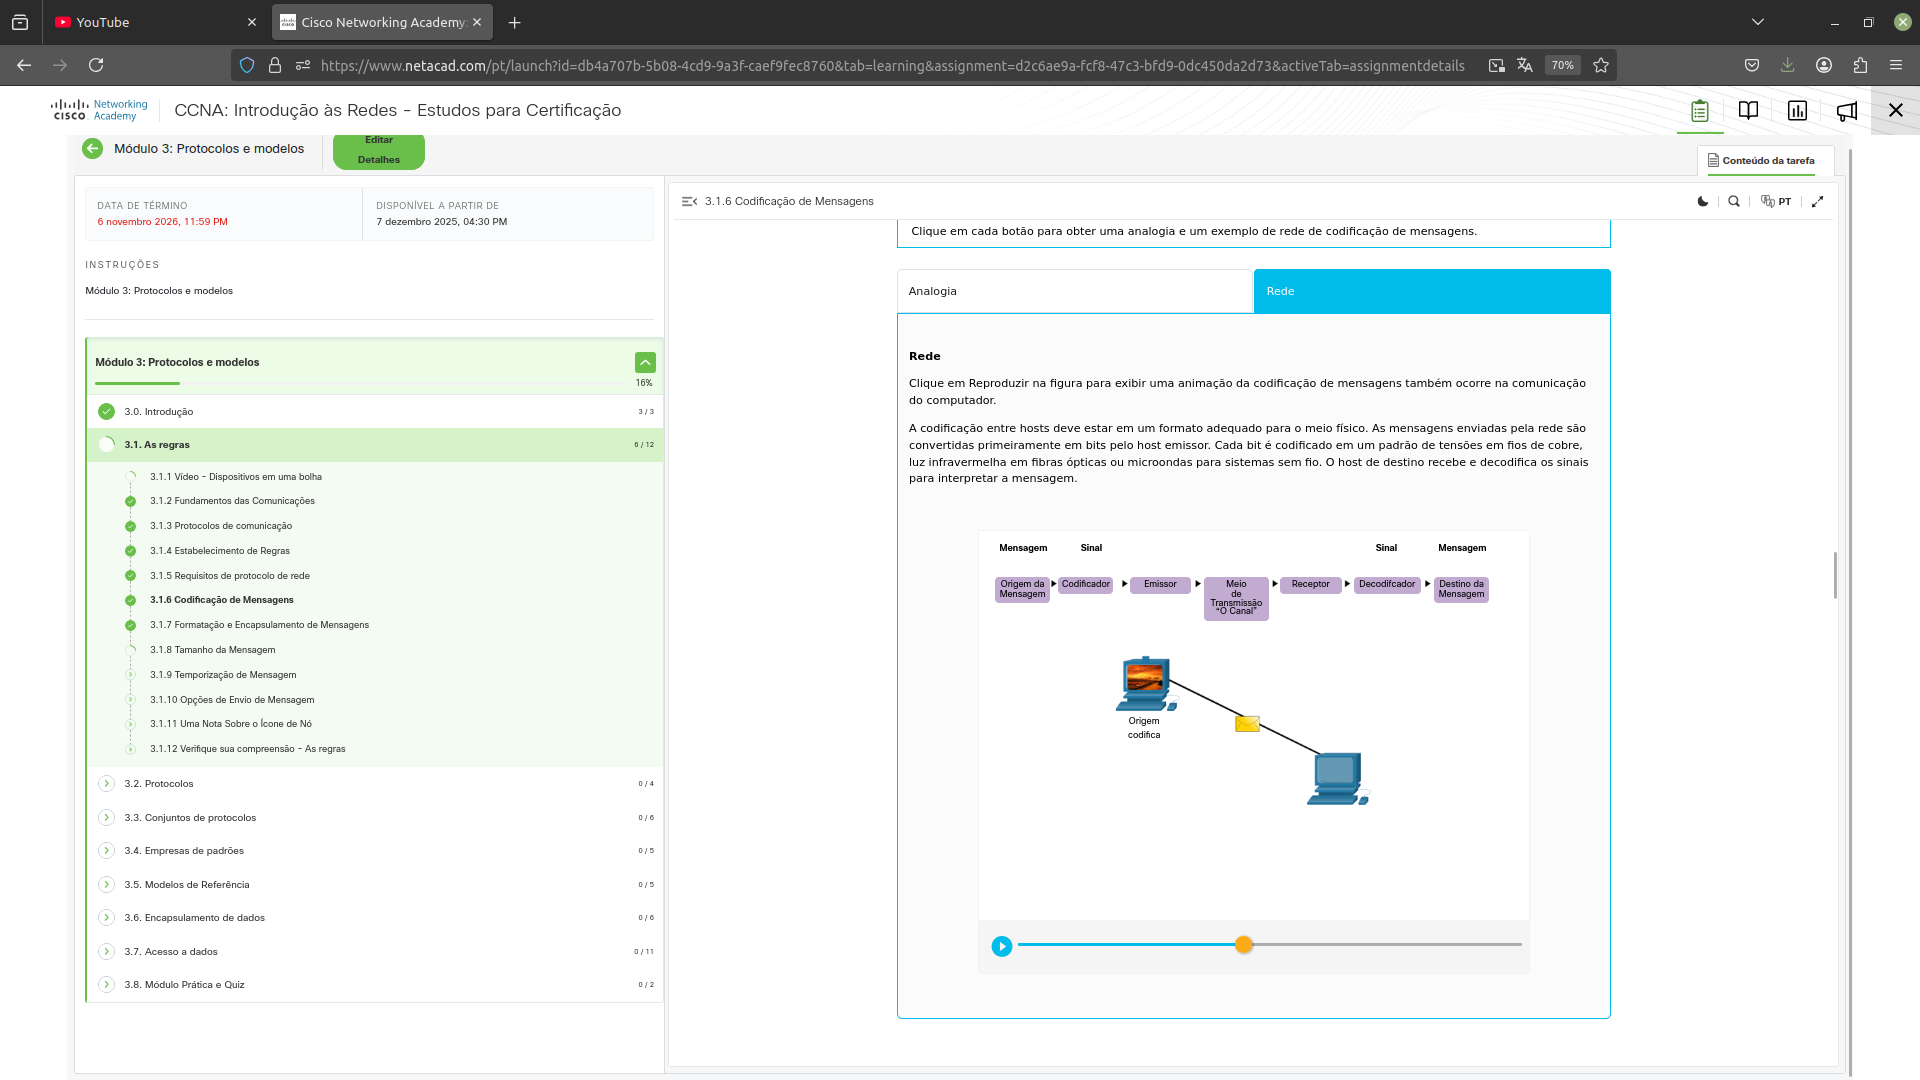 YouTube
Cisco Networking Academy:
https://www.netacad.com/pt/launch?id=db4a707b-5b08-4cd9-9a3f-caef9fec8760&tab=learning&assignment=d2c6ae9a-fcf8-47c3-bfd9-0dc450da2d73&activeTab=assignmentdetails
70%
CISCO Networking Academy
CCNA: Introdução às Redes - Estudos para Certificação
Módulo 3: Protocolos e modelos
Editar
Detalhes
Conteúdo da tarefa
DATA DE TÉRMINO
6 novembro 2026, 11:59 PM
DISPONÍVEL A PARTIR DE
7 dezembro 2025, 04:30 PM
INSTRUÇÕES
Módulo 3: Protocolos e modelos
Módulo 3: Protocolos e modelos
16%
3.0. Introdução 3 / 3
3.1. As regras 6 / 12
3.1.1 Vídeo - Dispositivos em uma bolha
3.1.2 Fundamentos das Comunicações
3.1.3 Protocolos de comunicação
3.1.4 Estabelecimento de Regras
3.1.5 Requisitos de protocolo de rede
3.1.6 Codificação de Mensagens
3.1.7 Formatação e Encapsulamento de Mensagens
3.1.8 Tamanho da Mensagem
3.1.9 Temporização de Mensagem
3.1.10 Opções de Envio de Mensagem
3.1.11 Uma Nota Sobre o Ícone de Nó
3.1.12 Verifique sua compreensão - As regras
3.2. Protocolos 0 / 4
3.3. Conjuntos de protocolos 0 / 6
3.4. Empresas de padrões 0 / 5
3.5. Modelos de Referência 0 / 5
3.6. Encapsulamento de dados 0 / 6
3.7. Acesso a dados 0 / 11
3.8. Módulo Prática e Quiz 0 / 2
3.1.6 Codificação de Mensagens
PT
Clique em cada botão para obter uma analogia e um exemplo de rede de codificação de mensagens.
Analogia
Rede
Rede
Clique em Reproduzir na figura para exibir uma animação da codificação de mensagens também ocorre na comunicação
do computador.
A codificação entre hosts deve estar em um formato adequado para o meio físico. As mensagens enviadas pela rede são
convertidas primeiramente em bits pelo host emissor. Cada bit é codificado em um padrão de tensões em fios de cobre,
luz infravermelha em fibras ópticas ou microondas para sistemas sem fio. O host de destino recebe e decodifica os sinais
para interpretar a mensagem.
Mensagem Sinal Sinal Mensagem
Origem da
Mensagem
Codificador
Emissor
Meio
de
Transmissão
“O Canal”
Receptor
Decodifcador
Destino da
Mensagem
Origem
codifica